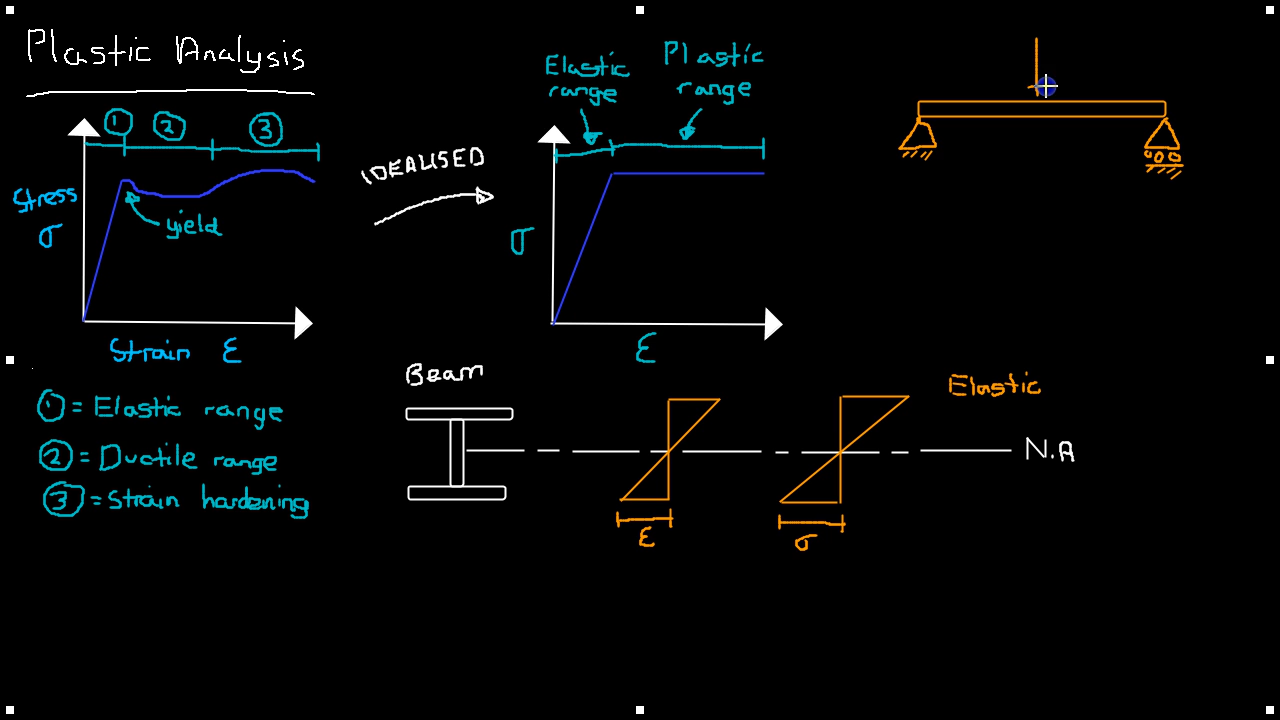 Plastic Analysis
① ② ③
Stress
σ
yield
Strain ε
IDEALISED
Elastic
range
Plastic
range
σ
ε
① = Elastic range
② = Ductile range
③ = Strain hardening
Beam
Elastic
N.A
ε
σ